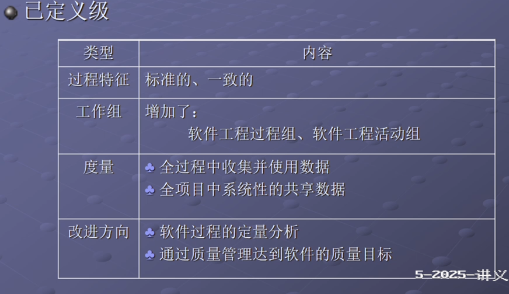 已定义级
类型 内容
过程特征 标准的、一致的
工作组 增加了：
软件工程过程组、软件工程活动组
度量 ♣ 全过程中收集并使用数据
♣ 全项目中系统性的共享数据
改进方向 ♣ 软件过程的定量分析
♣ 通过质量管理达到软件的质量目标
5-2025-讲义